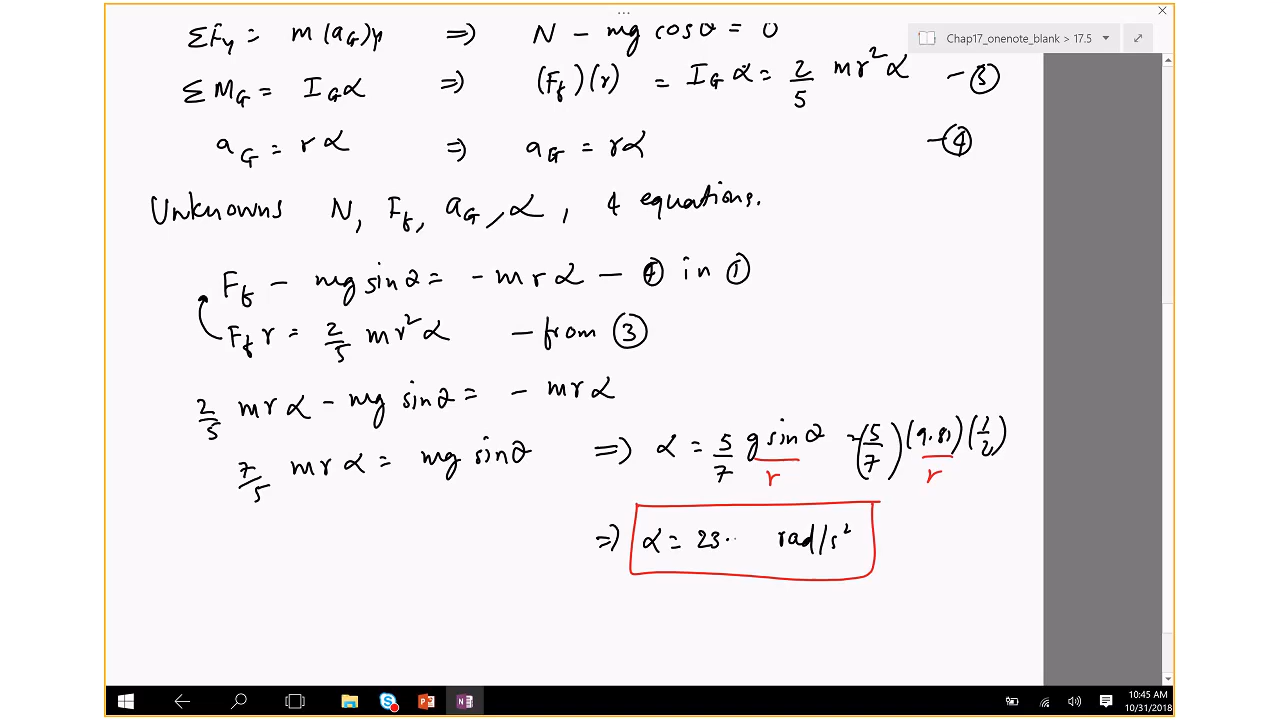 ΣFy = m(aG)y ⇒ N - mg cosθ = 0
Chap17_onenote_blank > 17.5
ΣMG = IGα ⇒ (Ff)(r) = IGα = 2/5 mr²α - ③
aG = rα ⇒ aG = rα - ④
Unknowns N, Ff, aG, α, 4 equations.
Ff - mg sinθ = - mrα - ④ in ①
Ff r = 2/5 mr²α - from ③
2/5 mrα - mg sinθ = - mrα
7/5 mrα = mg sinθ ⇒ α = 5/7 g sinθ/r = (5/7) (9.81)/r (1/2)
⇒ α = 23.. rad/s²
10:45 AM
10/31/2018